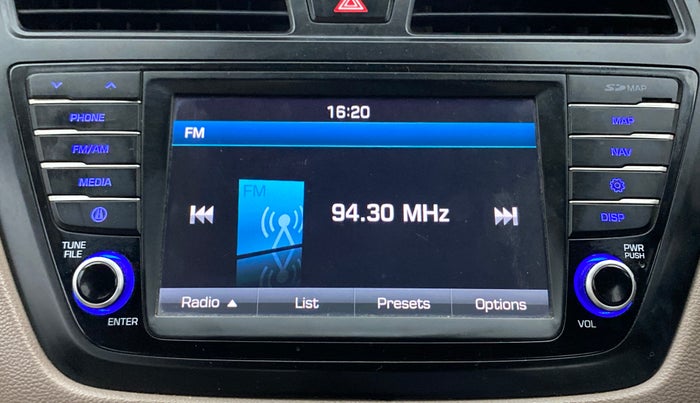 16:20
FM
FM
94.30 MHz
Radio
List
Presets
Options
PHONE
FM/AM
MEDIA
TUNE
FILE
ENTER
SD MAP
MAP
NAV
DISP
PWR
PUSH
VOL